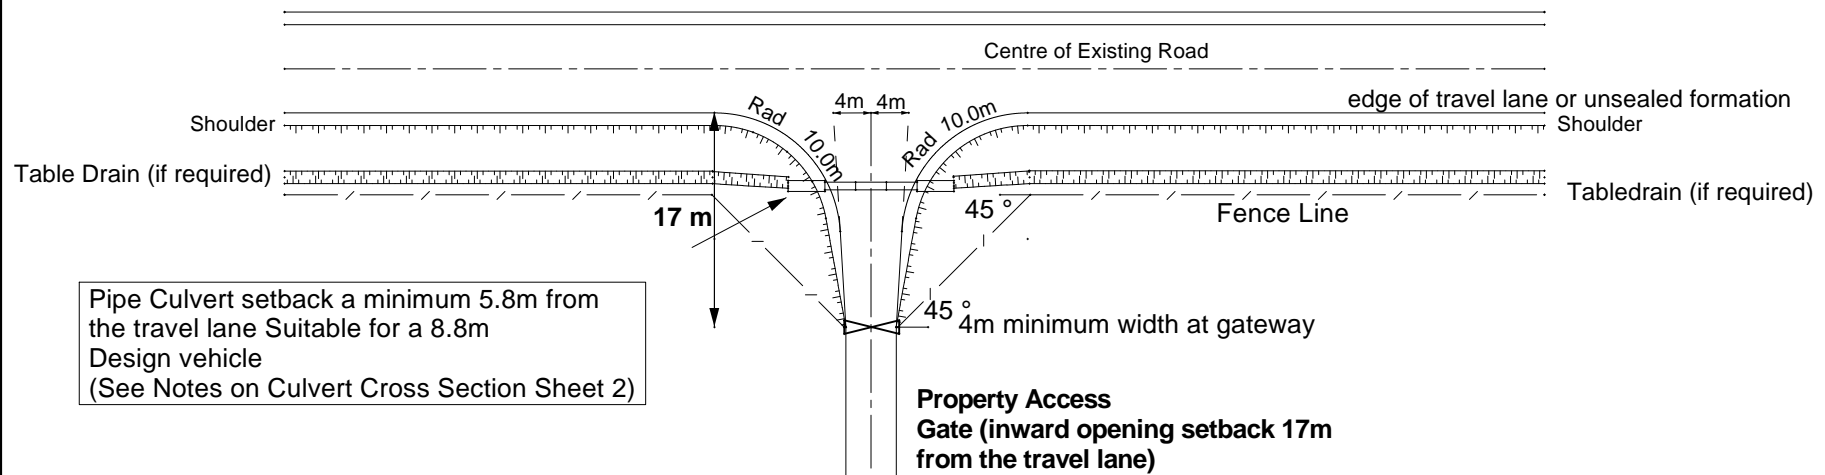 Centre of Existing Road
4m 4m
edge of travel lane or unsealed formation
Rad 10.0m
Rad 10.0m
Shoulder
Shoulder
Table Drain (if required)
Tabledrain (if required)
17 m
45 °
Fence Line
Pipe Culvert setback a minimum 5.8m from
the travel lane Suitable for a 8.8m
Design vehicle
(See Notes on Culvert Cross Section Sheet 2)
45 °
4m minimum width at gateway
Property Access
Gate (inward opening setback 17m
from the travel lane)